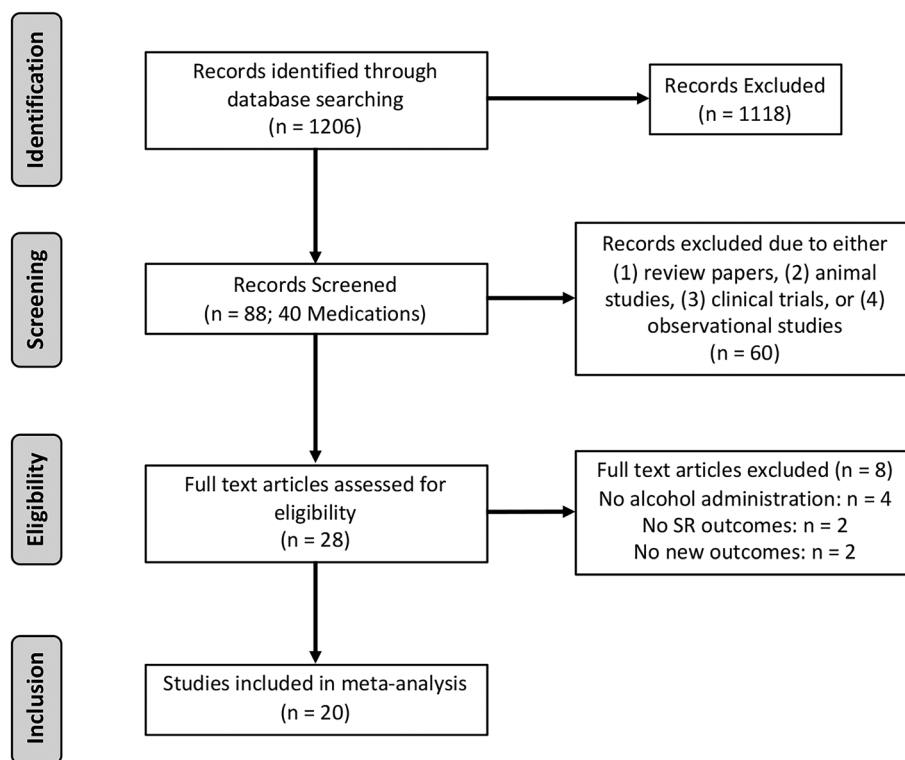 Identification
Records identified through
database searching
(n = 1206)
Records Excluded
(n = 1118)
Screening
Records Screened
(n = 88; 40 Medications)
Records excluded due to either
(1) review papers, (2) animal
studies, (3) clinical trials, or (4)
observational studies
(n = 60)
Eligibility
Full text articles assessed for
eligibility
(n = 28)
Full text articles excluded (n = 8)
No alcohol administration: n = 4
No SR outcomes: n = 2
No new outcomes: n = 2
Inclusion
Studies included in meta-analysis
(n = 20)